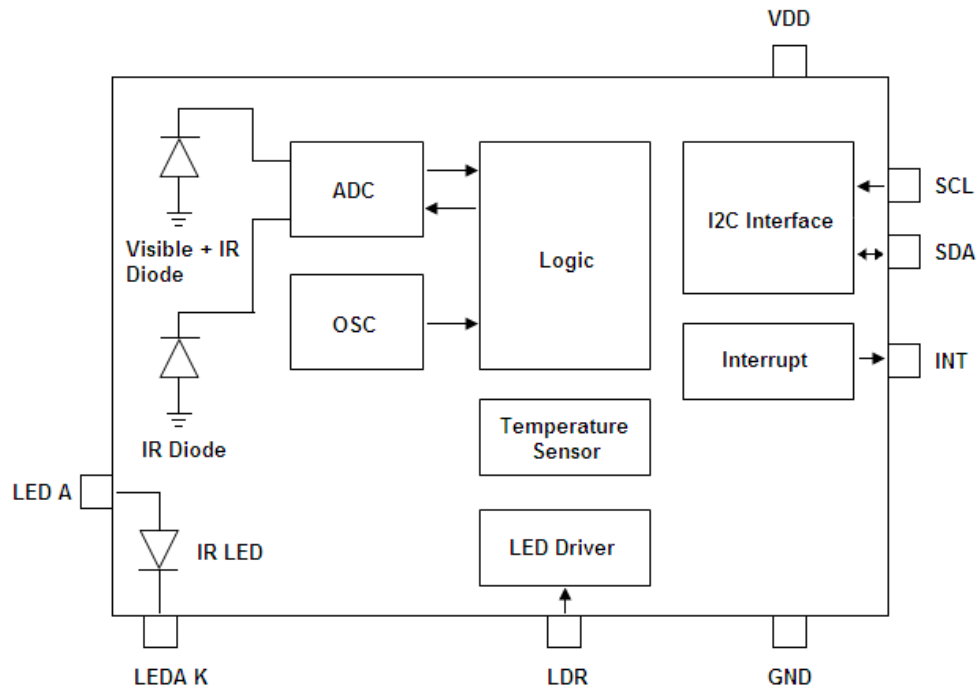 VDD
ADC
Logic
I2C Interface
SCL
SDA
Visible + IR
Diode
OSC
Interrupt
INT
IR Diode
Temperature
Sensor
LED A
IR LED
LED Driver
LEDA K
LDR
GND